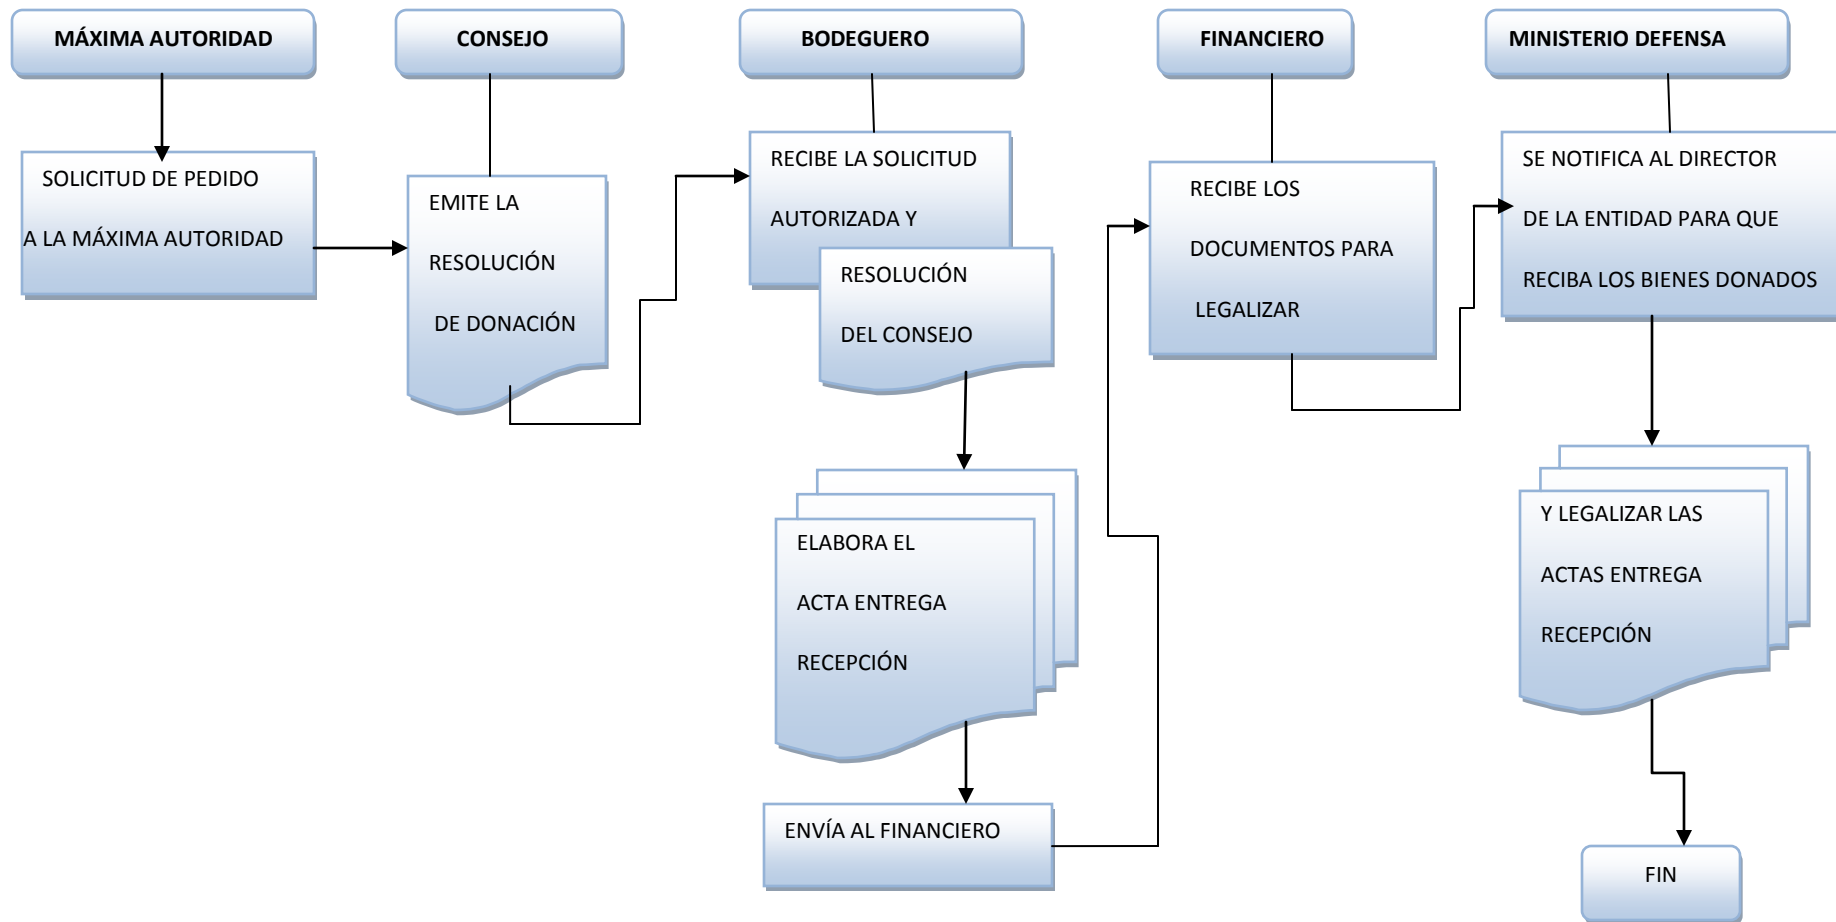 MÁXIMA AUTORIDAD
CONSEJO
BODEGUERO
FINANCIERO
MINISTERIO DEFENSA
SOLICITUD DE PEDIDO
A LA MÁXIMA AUTORIDAD
EMITE LA
RESOLUCIÓN
DE DONACIÓN
RECIBE LA SOLICITUD
AUTORIZADA Y
RESOLUCIÓN
DEL CONSEJO
ELABORA EL
ACTA ENTREGA
RECEPCIÓN
ENVÍA AL FINANCIERO
RECIBE LOS
DOCUMENTOS PARA
LEGALIZAR
SE NOTIFICA AL DIRECTOR
DE LA ENTIDAD PARA QUE
RECIBA LOS BIENES DONADOS
Y LEGALIZAR LAS
ACTAS ENTREGA
RECEPCIÓN
FIN